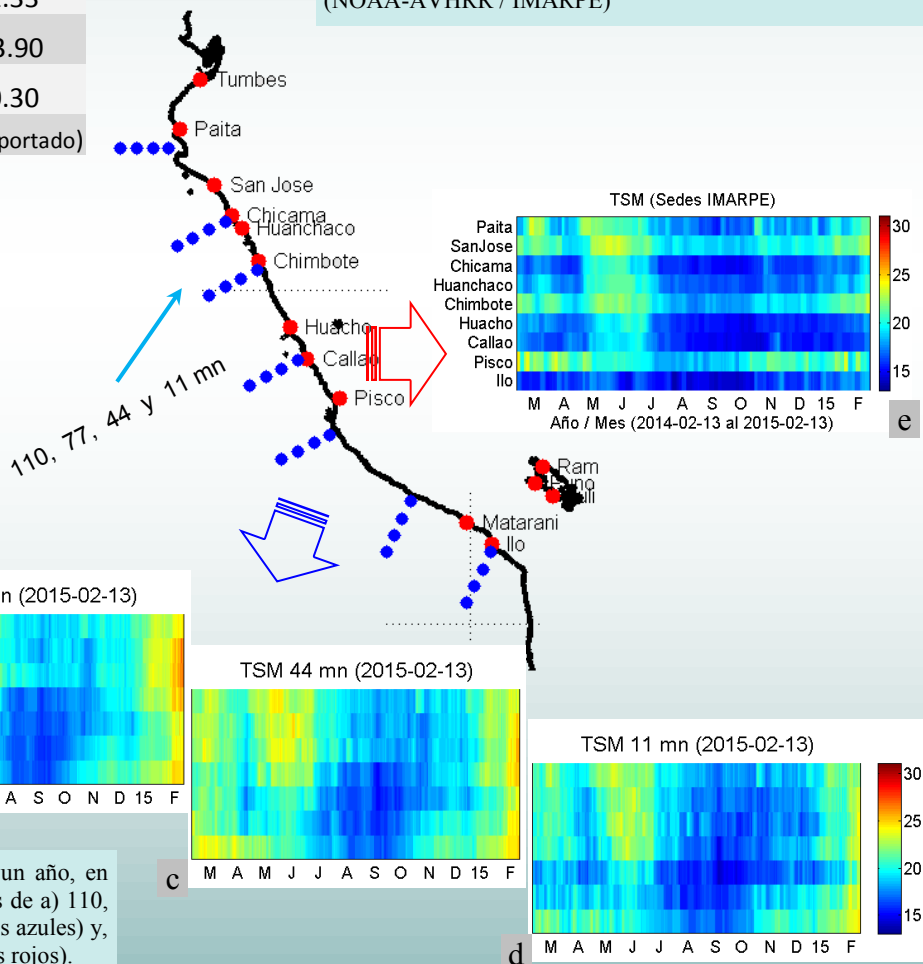 (NOAA-AVHRR / IMARPE)
3.90
0.30
portado)
Tumbes
Paita
San Jose
Chicama
Huanchaco
Chimbote
Huacho
Callao
Pisco
Ram
Matarani
Ilo
110, 77, 44 y 11 mn
TSM (Sedes IMARPE)
Paita
SanJose
Chicama
Huanchaco
Chimbote
Huacho
Callao
Pisco
Ilo
30
25
20
15
M A M J J A S O N D 15 F
Año / Mes (2014-02-13 al 2015-02-13)
e
n (2015-02-13)
A S O N D 15 F
TSM 44 mn (2015-02-13)
M A M J J A S O N D 15 F
c
TSM 11 mn (2015-02-13)
30
25
20
15
M A M J J A S O N D 15 F
d
un año, en
s de a) 110,
s azules) y,
s rojos).